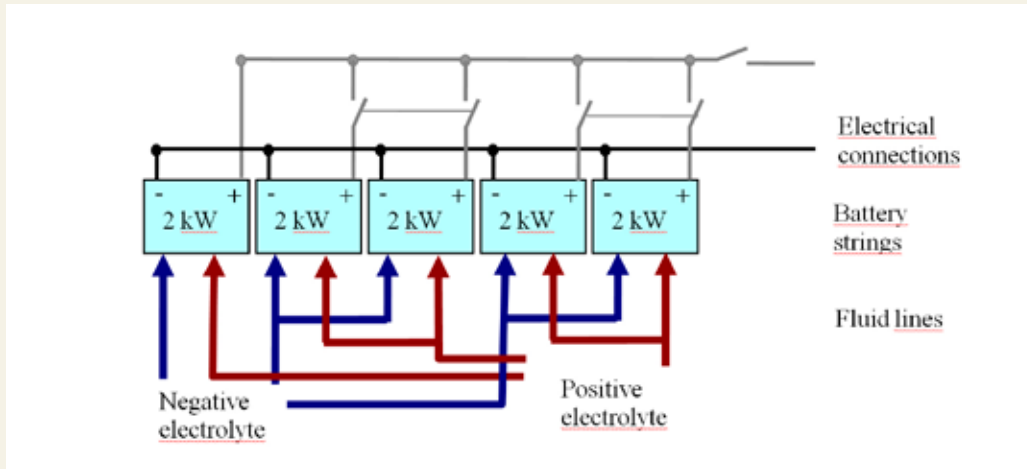 Electrical
connections
- + - + - + - + - +
2 kW 2 kW 2 kW 2 kW 2 kW
Battery
strings
Fluid lines
Negative
electrolyte
Positive
electrolyte